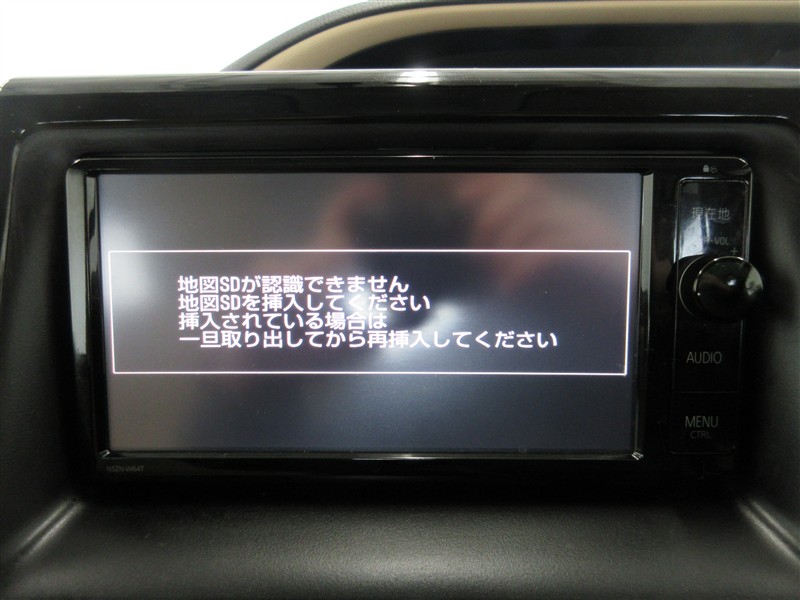 現在地
VOL
+
地図SDが認識できません
地図SDを挿入してください
挿入されている場合は
一旦取り出してから再挿入してください
AUDIO
MENU
CTRL
NSZN-W64T